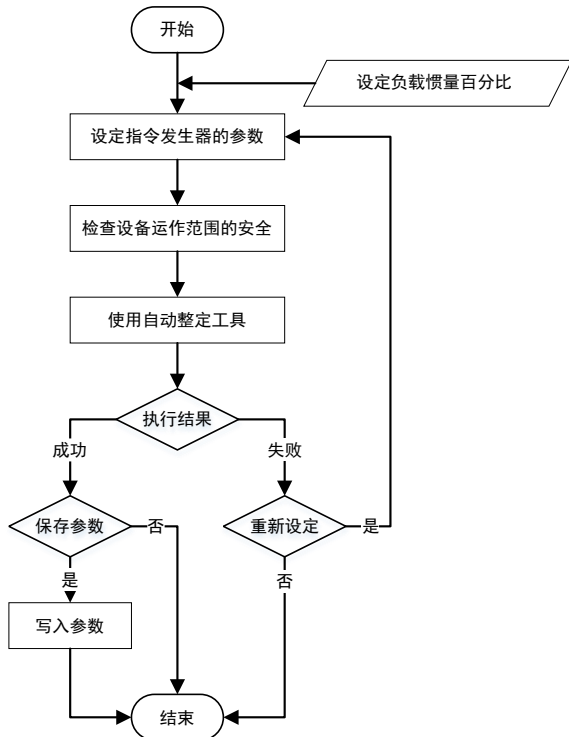 开始
设定负载惯量百分比
设定指令发生器的参数
检查设备运作范围的安全
使用自动整定工具
执行结果
成功
失败
保存参数
否
重新设定
是
是
否
写入参数
结束